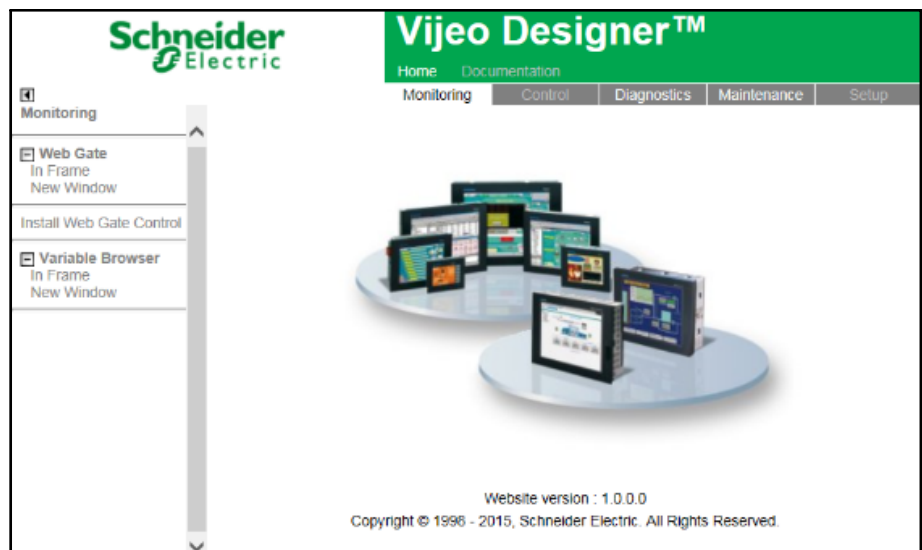 Schneider
Electric
Vijeo Designer™
Home Documentation
Monitoring Control Diagnostics Maintenance Setup
Monitoring
Web Gate
In Frame
New Window
Install Web Gate Control
Variable Browser
In Frame
New Window
Website version : 1.0.0.0
Copyright © 1998 - 2015, Schneider Electric. All Rights Reserved.